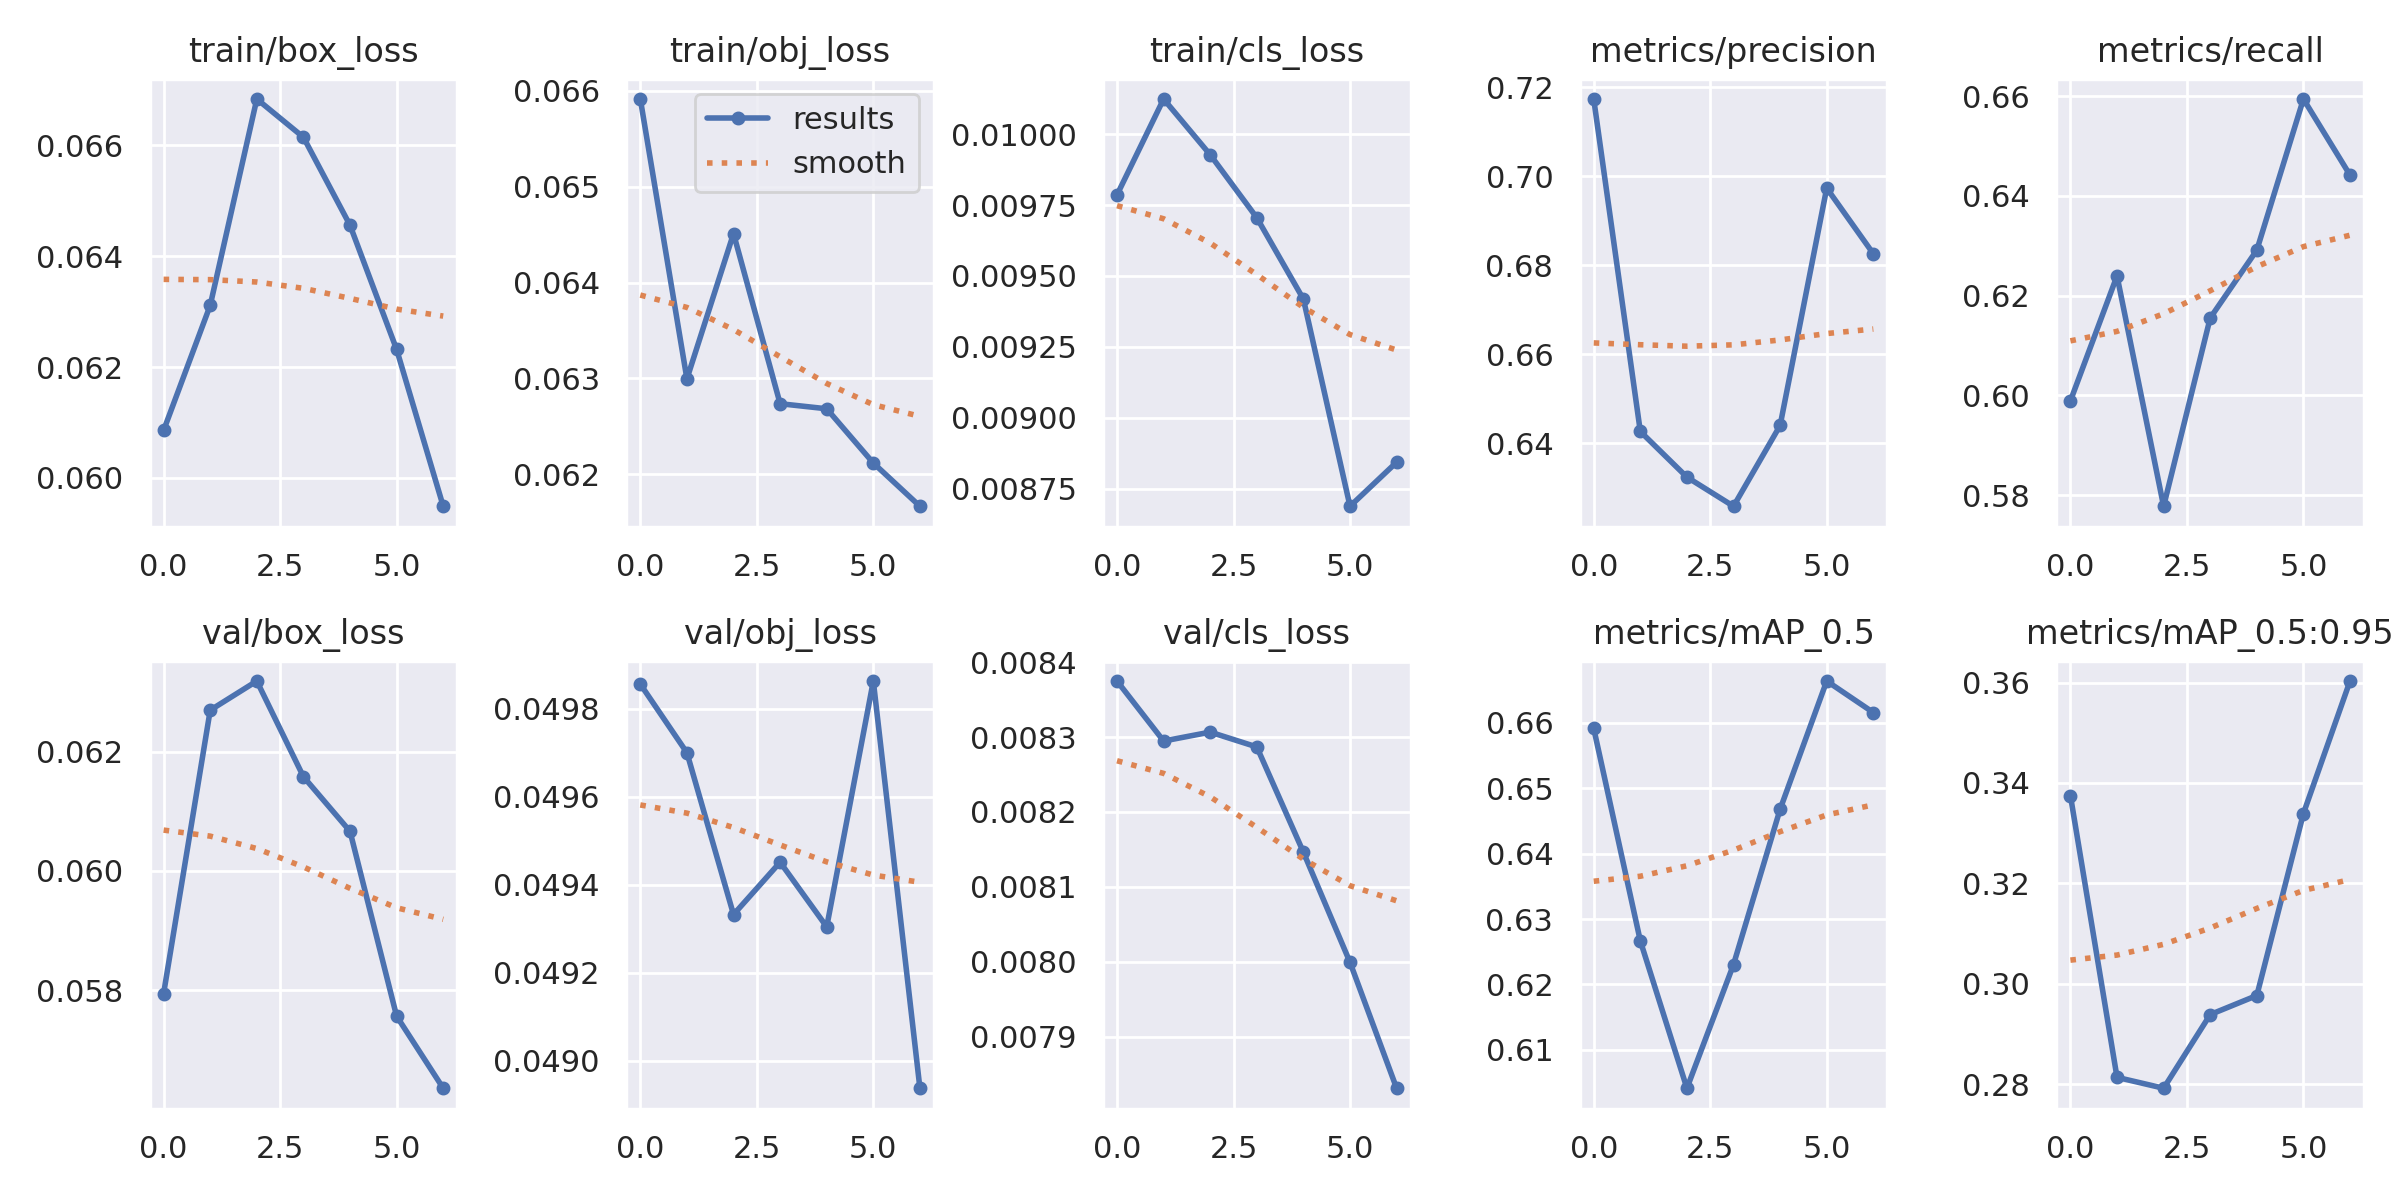 train/box_loss
0.066
0.064
0.062
0.060
0.0 2.5 5.0
train/obj_loss
results
smooth
0.066
0.065
0.064
0.063
0.062
0.0 2.5 5.0
train/cls_loss
0.01000
0.00975
0.00950
0.00925
0.00900
0.00875
0.0 2.5 5.0
metrics/precision
0.72
0.70
0.68
0.66
0.64
0.0 2.5 5.0
metrics/recall
0.66
0.64
0.62
0.60
0.58
0.0 2.5 5.0
val/box_loss
0.062
0.060
0.058
0.0 2.5 5.0
val/obj_loss
0.0498
0.0496
0.0494
0.0492
0.0490
0.0 2.5 5.0
val/cls_loss
0.0084
0.0083
0.0082
0.0081
0.0080
0.0079
0.0 2.5 5.0
metrics/mAP_0.5
0.66
0.65
0.64
0.63
0.62
0.61
0.0 2.5 5.0
metrics/mAP_0.5:0.95
0.36
0.34
0.32
0.30
0.28
0.0 2.5 5.0